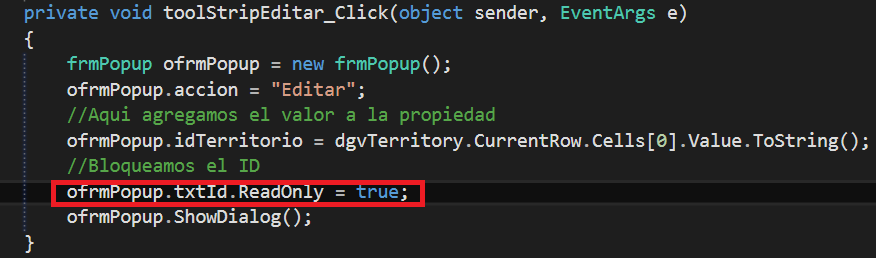 private void toolStripEditar_Click(object sender, EventArgs e)
{
frmPopup ofrmPopup = new frmPopup();
ofrmPopup.accion = "Editar";
//Aqui agregamos el valor a la propiedad
ofrmPopup.idTerritorio = dgvTerritory.CurrentRow.Cells[0].Value.ToString();
//Bloqueamos el ID
ofrmPopup.txtId.ReadOnly = true;
ofrmPopup.ShowDialog();
}